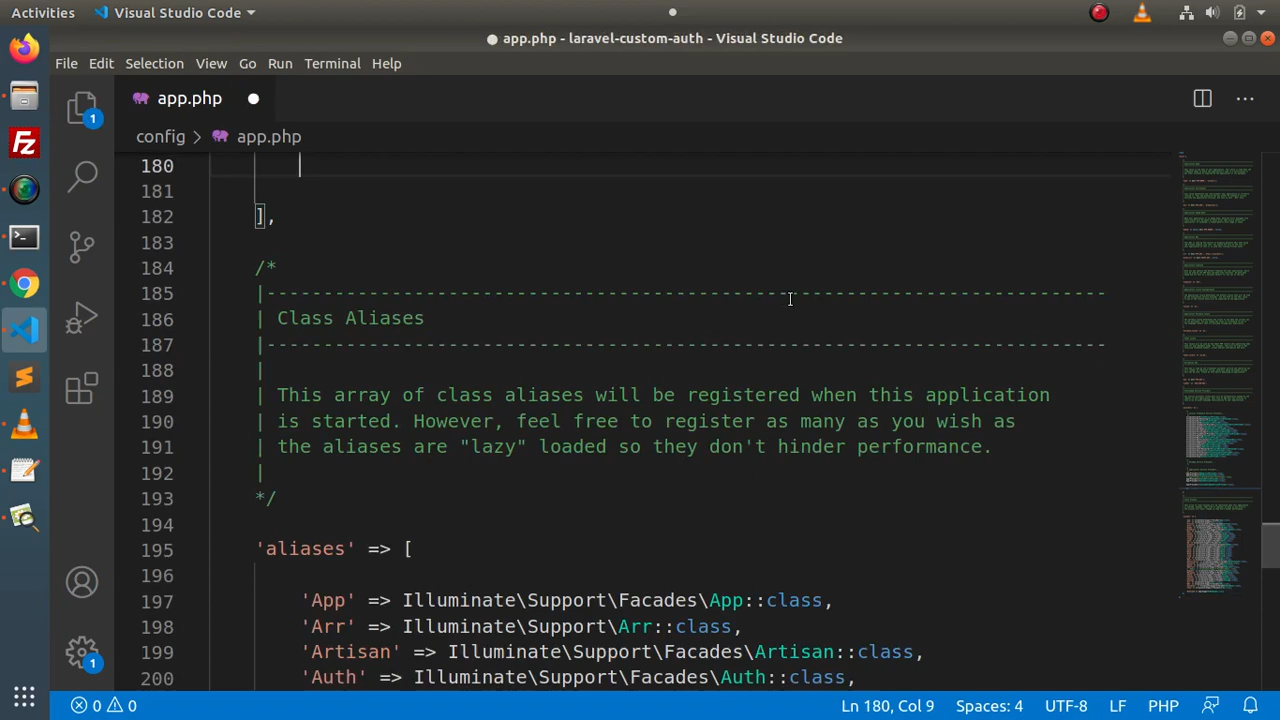 Activities
Visual Studio Code
app.php - laravel-custom-auth - Visual Studio Code
File Edit Selection View Go Run Terminal Help
app.php
config > app.php
180
181
182 ],
183
184 /*
185 |--------------------------------------------------------------------------
186 | Class Aliases
187 |--------------------------------------------------------------------------
188 |
189 | This array of class aliases will be registered when this application
190 | is started. However, feel free to register as many as you wish as
191 | the aliases are "lazy" loaded so they don't hinder performance.
192 |
193 */
194
195 'aliases' => [
196
197 'App' => Illuminate\Support\Facades\App::class,
198 'Arr' => Illuminate\Support\Arr::class,
199 'Artisan' => Illuminate\Support\Facades\Artisan::class,
200 'Auth' => Illuminate\Support\Facades\Auth::class,
1
Fz
1
0 0
Ln 180, Col 9
Spaces: 4
UTF-8
LF
PHP